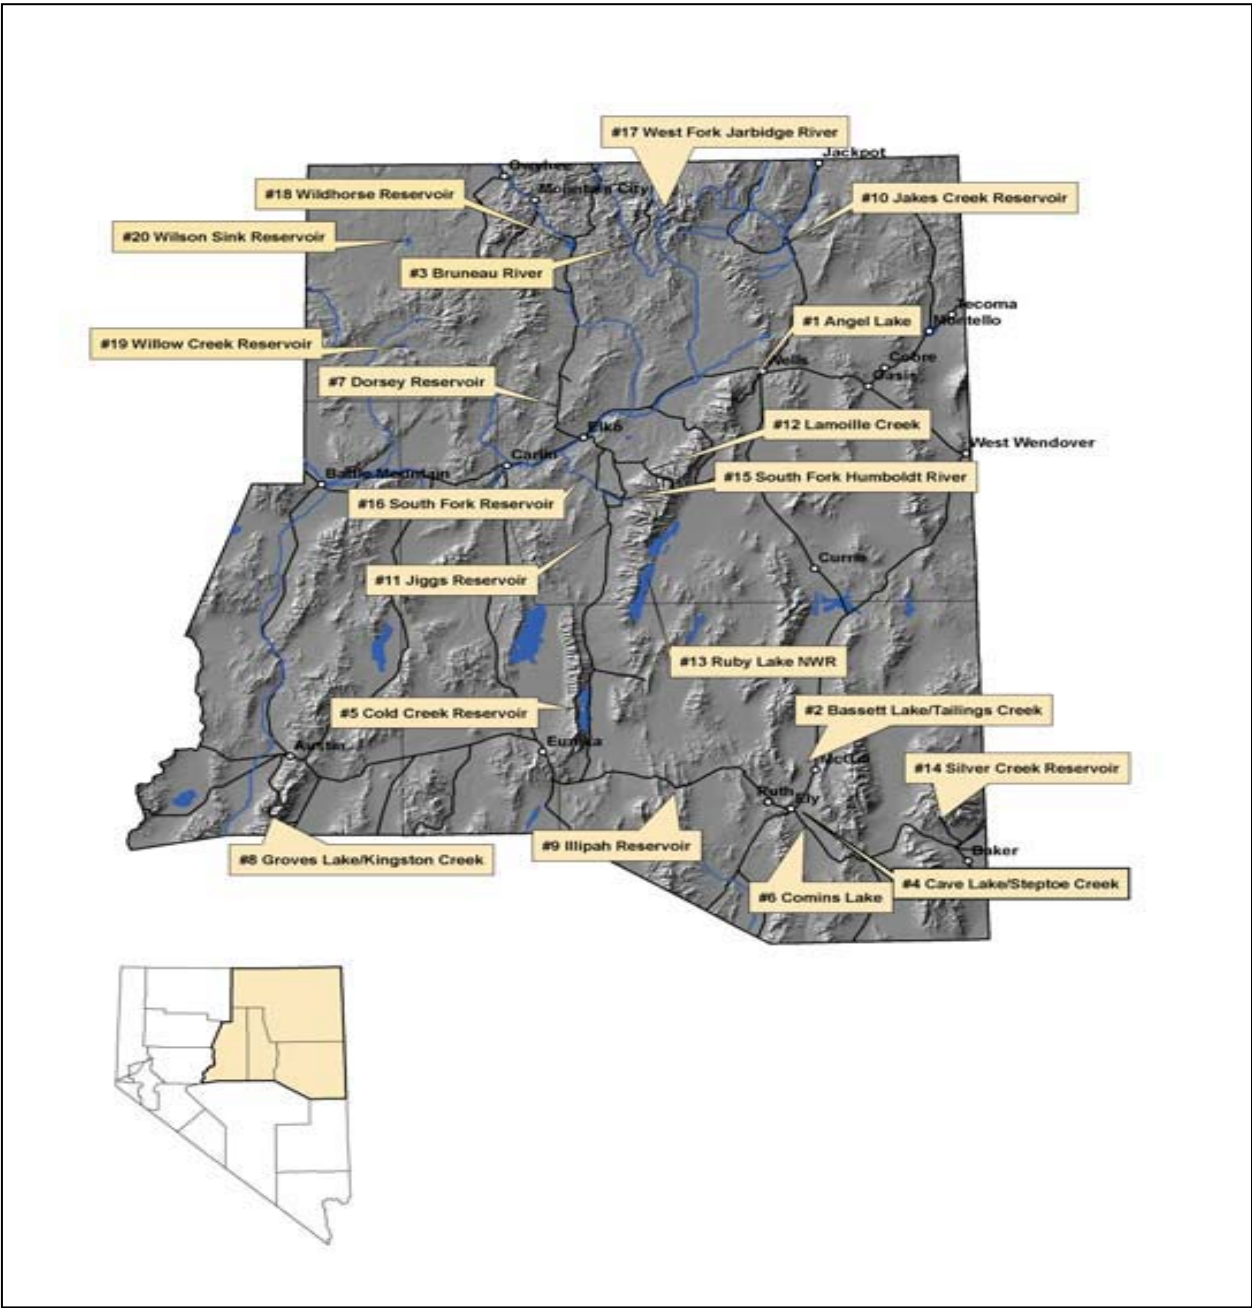 #17 West Fork Jarbidge River
Jackpot
Owyhee
Mountain City
#18 Wildhorse Reservoir
#10 Jakes Creek Reservoir
#20 Wilson Sink Reservoir
#3 Bruneau River
Tecoma
Montello
#1 Angel Lake
#19 Willow Creek Reservoir
Wells
Cobre
Oasis
#7 Dorsey Reservoir
#12 Lamoille Creek
Elko
West Wendover
Carlin
Battle Mountain
#15 South Fork Humboldt River
#16 South Fork Reservoir
Currie
#11 Jiggs Reservoir
#13 Ruby Lake NWR
#5 Cold Creek Reservoir
#2 Bassett Lake/Tailings Creek
Austin
Eureka
McGill
#14 Silver Creek Reservoir
Ruth
Ely
#9 Illipah Reservoir
Baker
#8 Groves Lake/Kingston Creek
#4 Cave Lake/Steptoe Creek
#6 Comins Lake